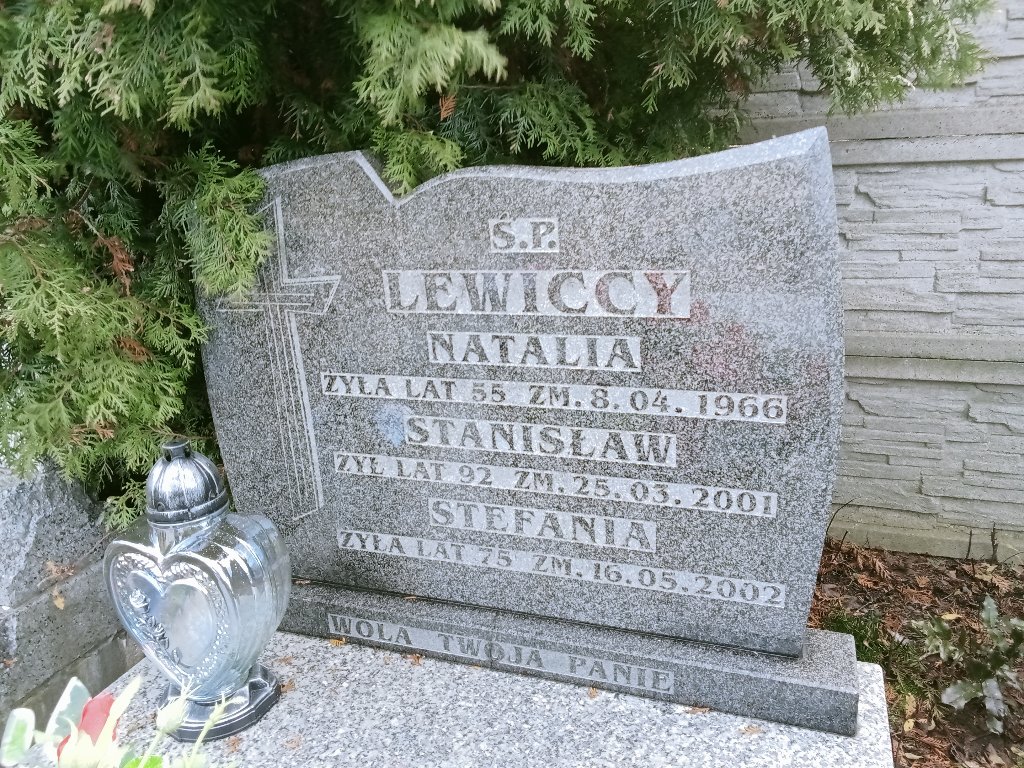 Ś.P.
LEWICCY
NATALIA
ŻYŁA LAT 55 ZM. 8.04.1966
STANISŁAW
ŻYŁ LAT 92 ZM. 25.03.2001
STEFANIA
ŻYŁA LAT 75 ZM. 16.05.2002
WOLA TWOJA PANIE